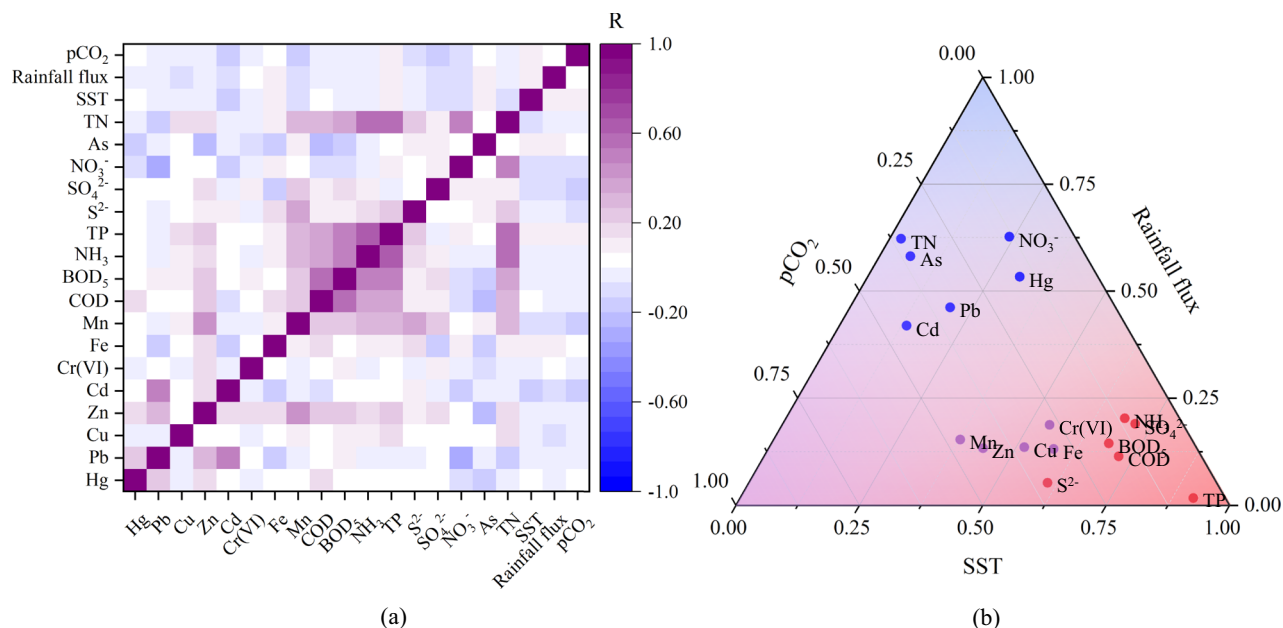 R
pCO₂
Rainfall flux
SST
TN
As
NO₃⁻
SO₄²⁻
S²⁻
TP
NH₃
BOD₅
COD
Mn
Fe
Cr(VI)
Cd
Zn
Cu
Pb
Hg
Hg
Pb
Cu
Zn
Cd
Cr(VI)
Fe
Mn
COD
BOD₅
NH₃
TP
S²⁻
SO₄²⁻
NO₃⁻
As
TN
SST
Rainfall flux
pCO₂
1.0
0.60
0.20
-0.20
-0.60
-1.0
(a)
0.00
0.25
0.50
0.75
1.00
pCO₂
1.00
0.75
0.50
0.25
0.00
Rainfall flux
0.00
0.25
0.50
0.75
1.00
SST
TN
As
NO₃⁻
Hg
Pb
Cd
Cr(VI)
NH₃
SO₄²⁻
Mn
Zn
Cu
Fe
BOD₅
COD
S²⁻
TP
(b)